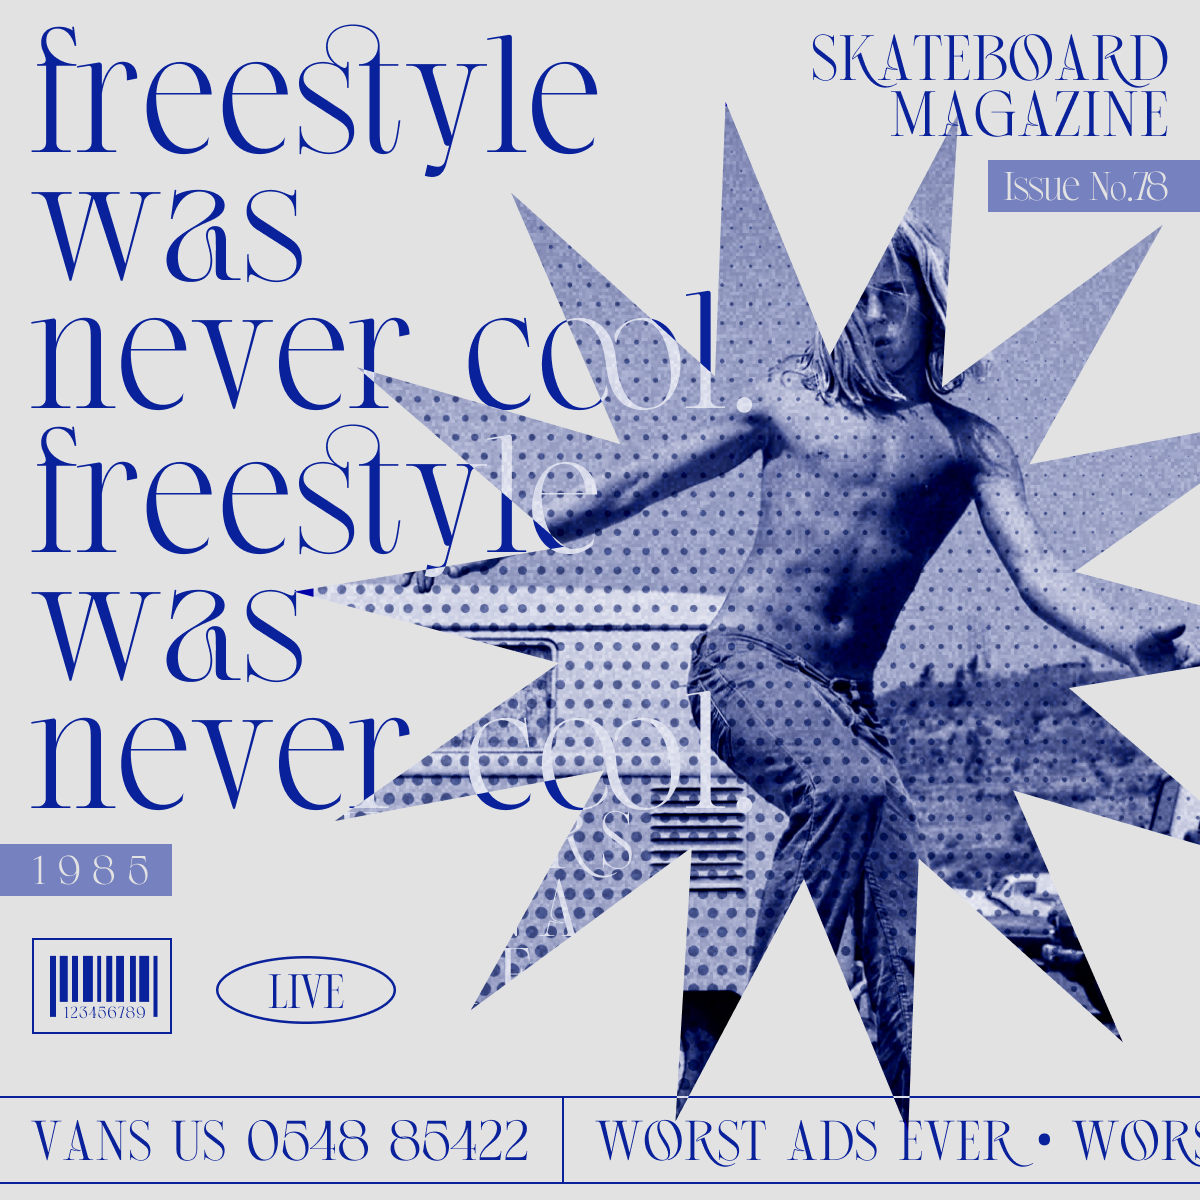 freestyle
was
never cool.
freestyle
was
never cool.
SKATEBOARD
MAGAZINE
Issue No.78
1985
123456789
LIVE
VANS US 0548 85422
WORST ADS EVER • WORS